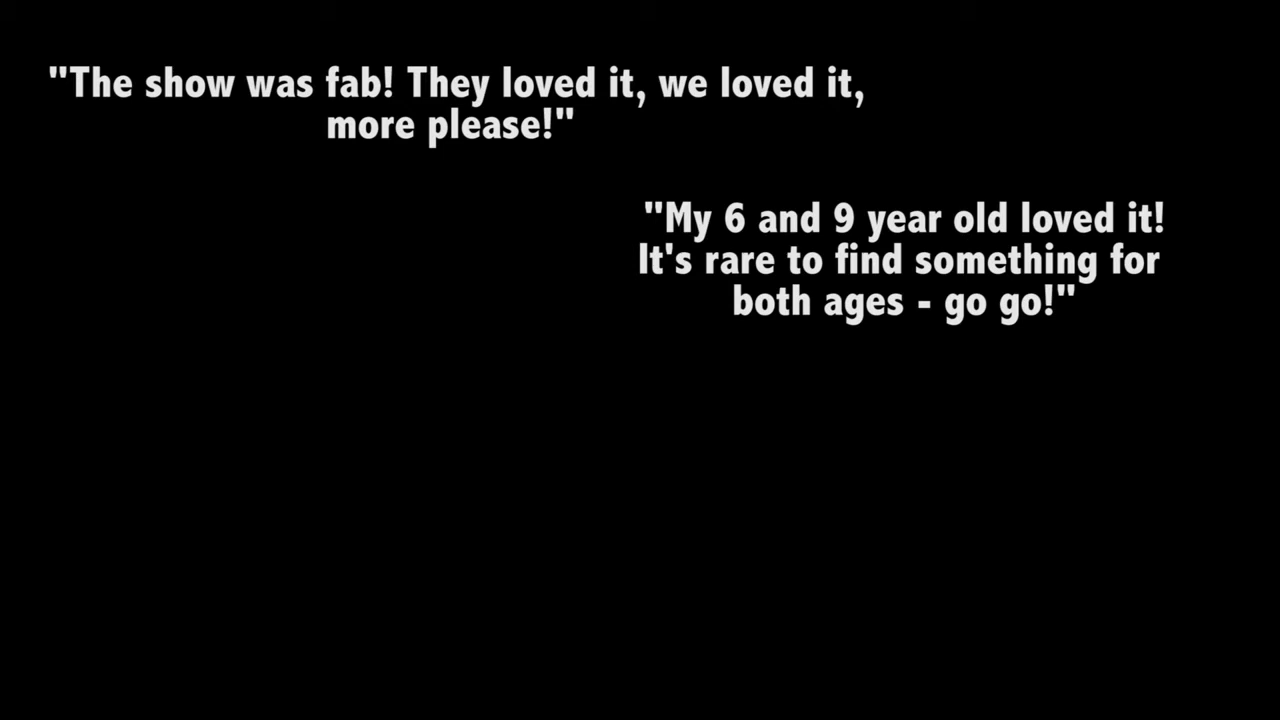 "The show was fab! They loved it, we loved it,
more please!"
"My 6 and 9 year old loved it!
It's rare to find something for
both ages - go go!"